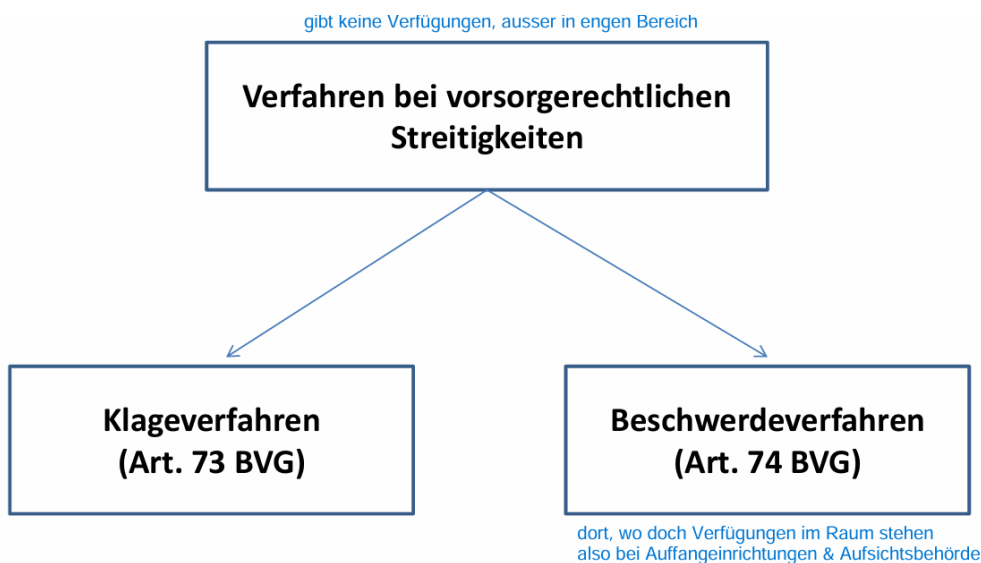 gibt keine Verfügungen, ausser in engen Bereich
Verfahren bei vorsorgerechtlichen
Streitigkeiten
Klageverfahren
(Art. 73 BVG)
Beschwerdeverfahren
(Art. 74 BVG)
dort, wo doch Verfügungen im Raum stehen
also bei Auffangeinrichtungen & Aufsichtsbehörde